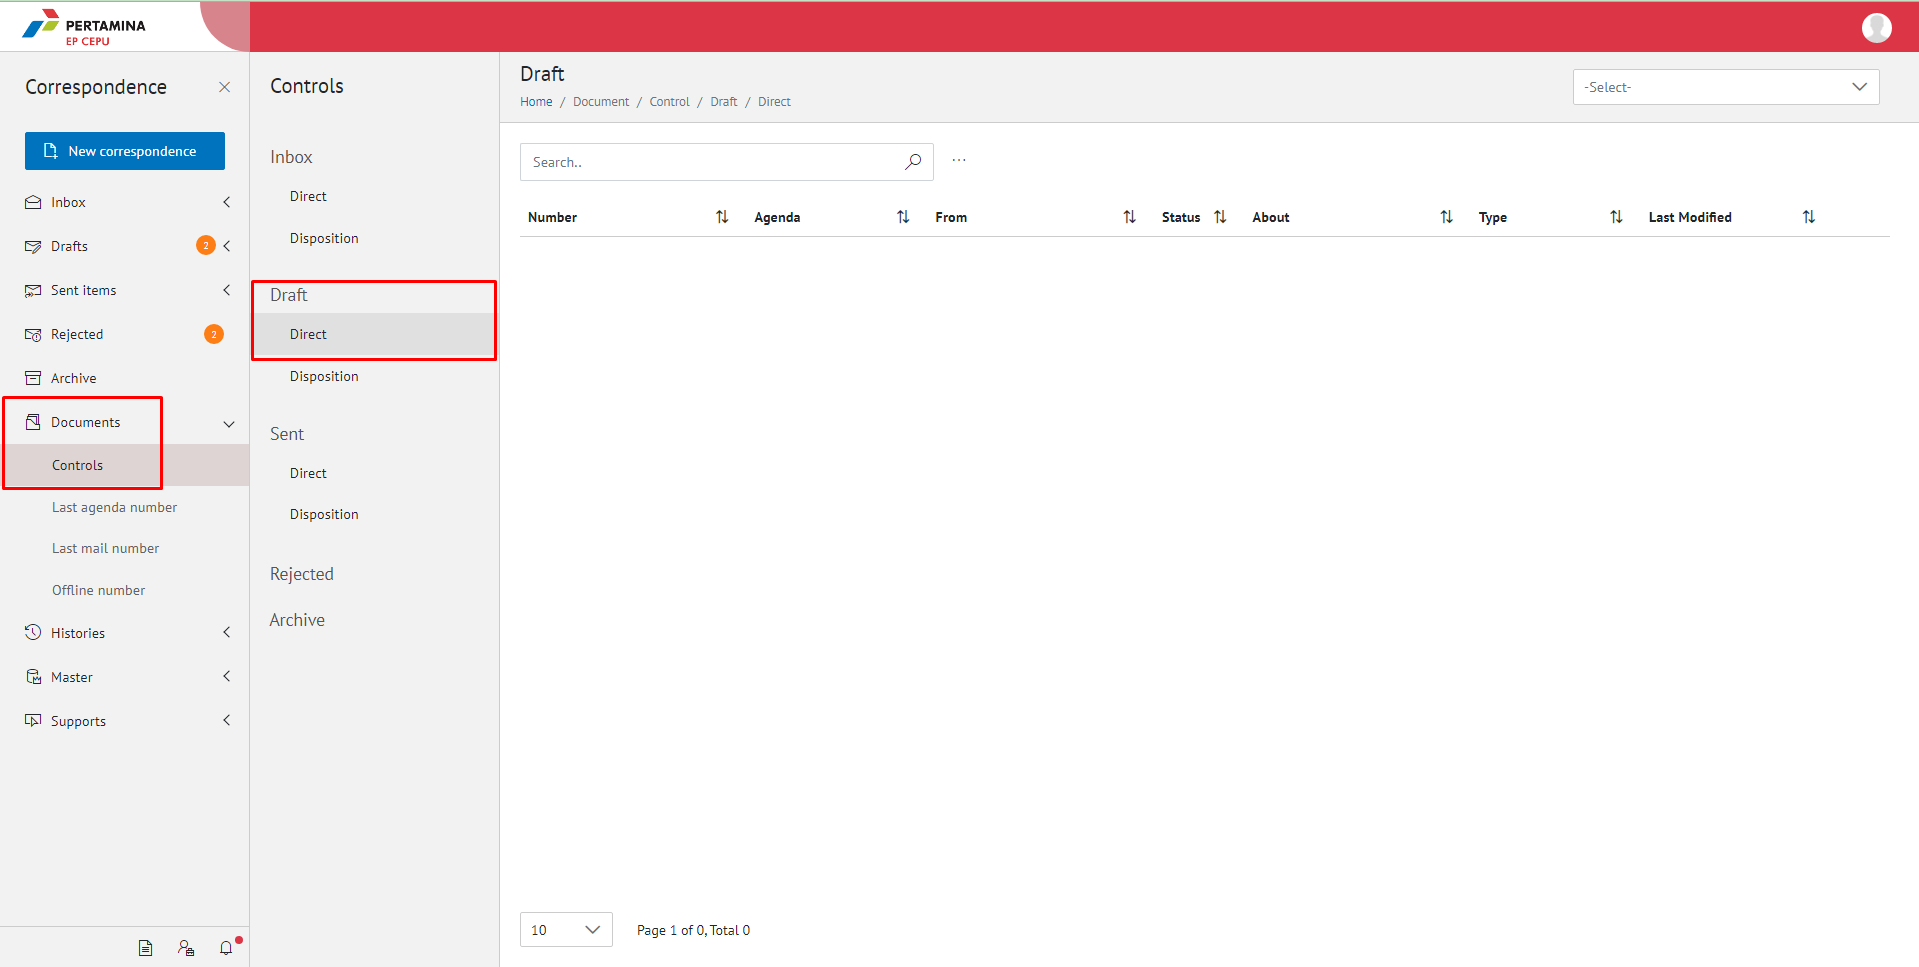 PERTAMINA
EP CEPU
Correspondence
New correspondence
Inbox
Drafts
2
Sent items
Rejected
2
Archive
Documents
Controls
Last agenda number
Last mail number
Offline number
Histories
Master
Supports
Controls
Inbox
Direct
Disposition
Draft
Direct
Disposition
Sent
Direct
Disposition
Rejected
Archive
Draft
Home / Document / Control / Draft / Direct
-Select-
Search..
...
Number Agenda From Status About Type Last Modified
10
Page 1 of 0, Total 0